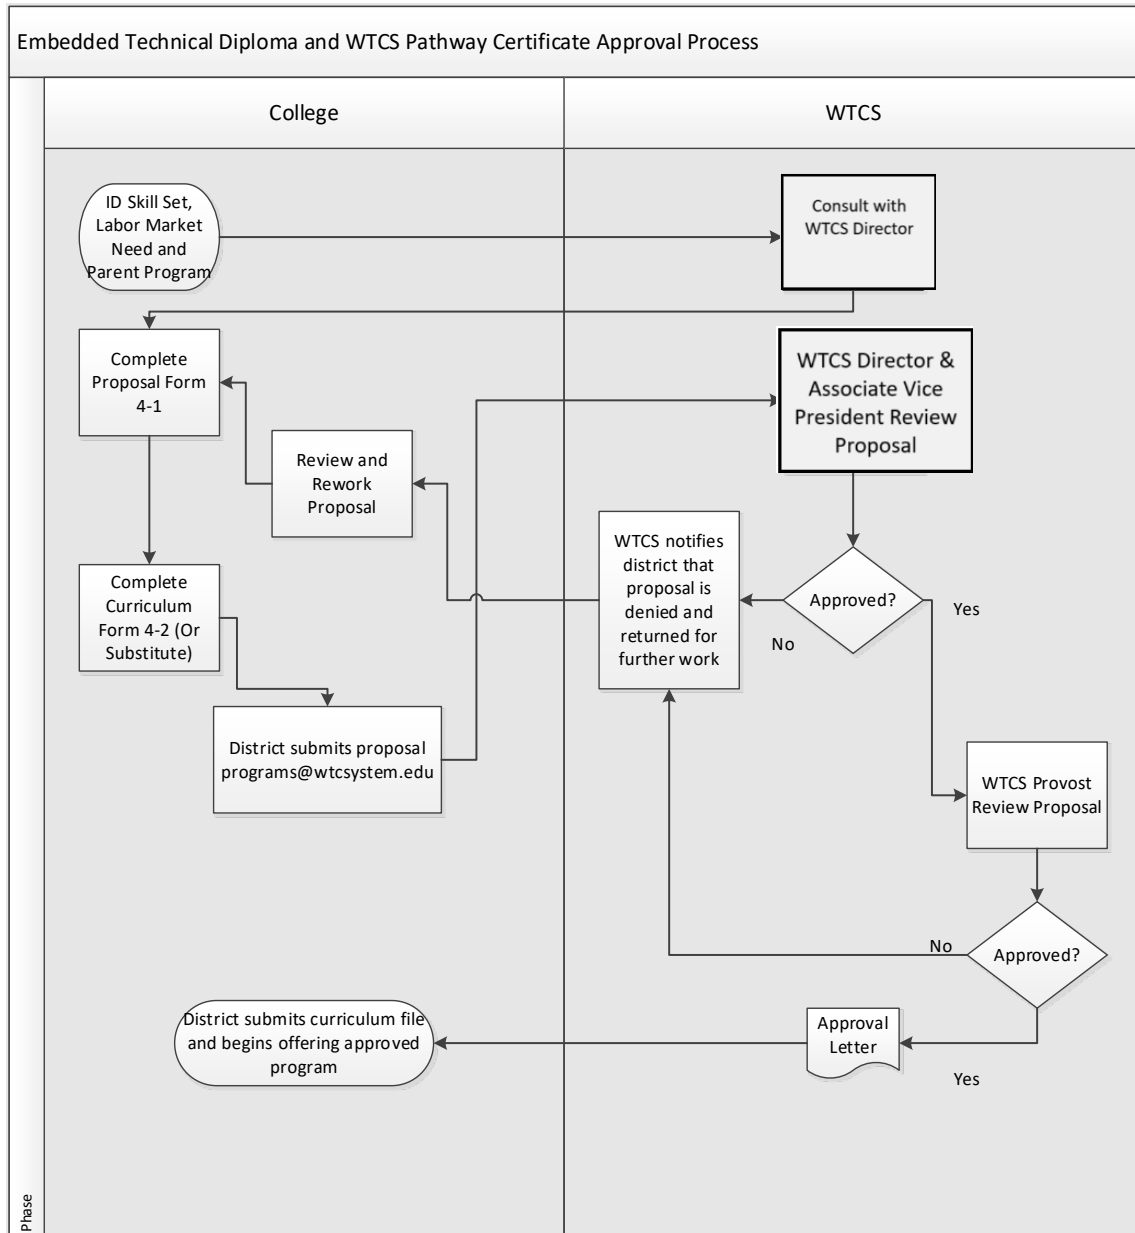 Embedded Technical Diploma and WTCS Pathway Certificate Approval Process
College
WTCS
ID Skill Set,
Labor Market
Need and
Parent Program
Consult with
WTCS Director
Complete
Proposal Form
4-1
WTCS Director &
Associate Vice
President Review
Proposal
Review and
Rework
Proposal
WTCS notifies
district that
proposal is
denied and
returned for
further work
Approved?
Yes
No
Complete
Curriculum
Form 4-2 (Or
Substitute)
District submits proposal
programs@wtcsystem.edu
WTCS Provost
Review Proposal
No
Approved?
District submits curriculum file
and begins offering approved
program
Approval
Letter
Yes
Phase